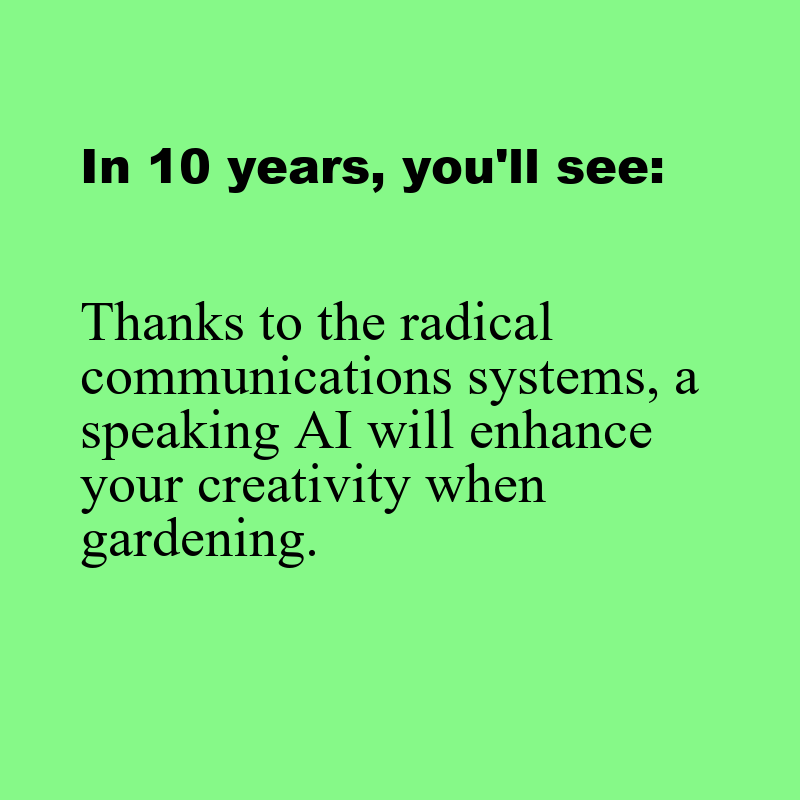 In 10 years, you'll see:
Thanks to the radical
communications systems, a
speaking AI will enhance
your creativity when
gardening.